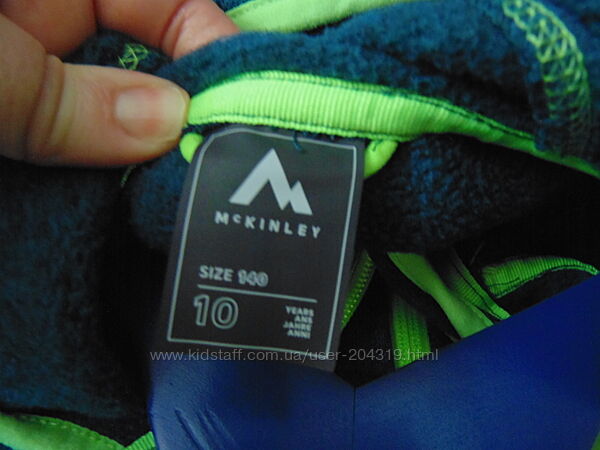 McKINLEY
SIZE 140
10
YEARS
ANS
JAHRE
ANNI
www.kidstaff.com.ua/user-204319.html